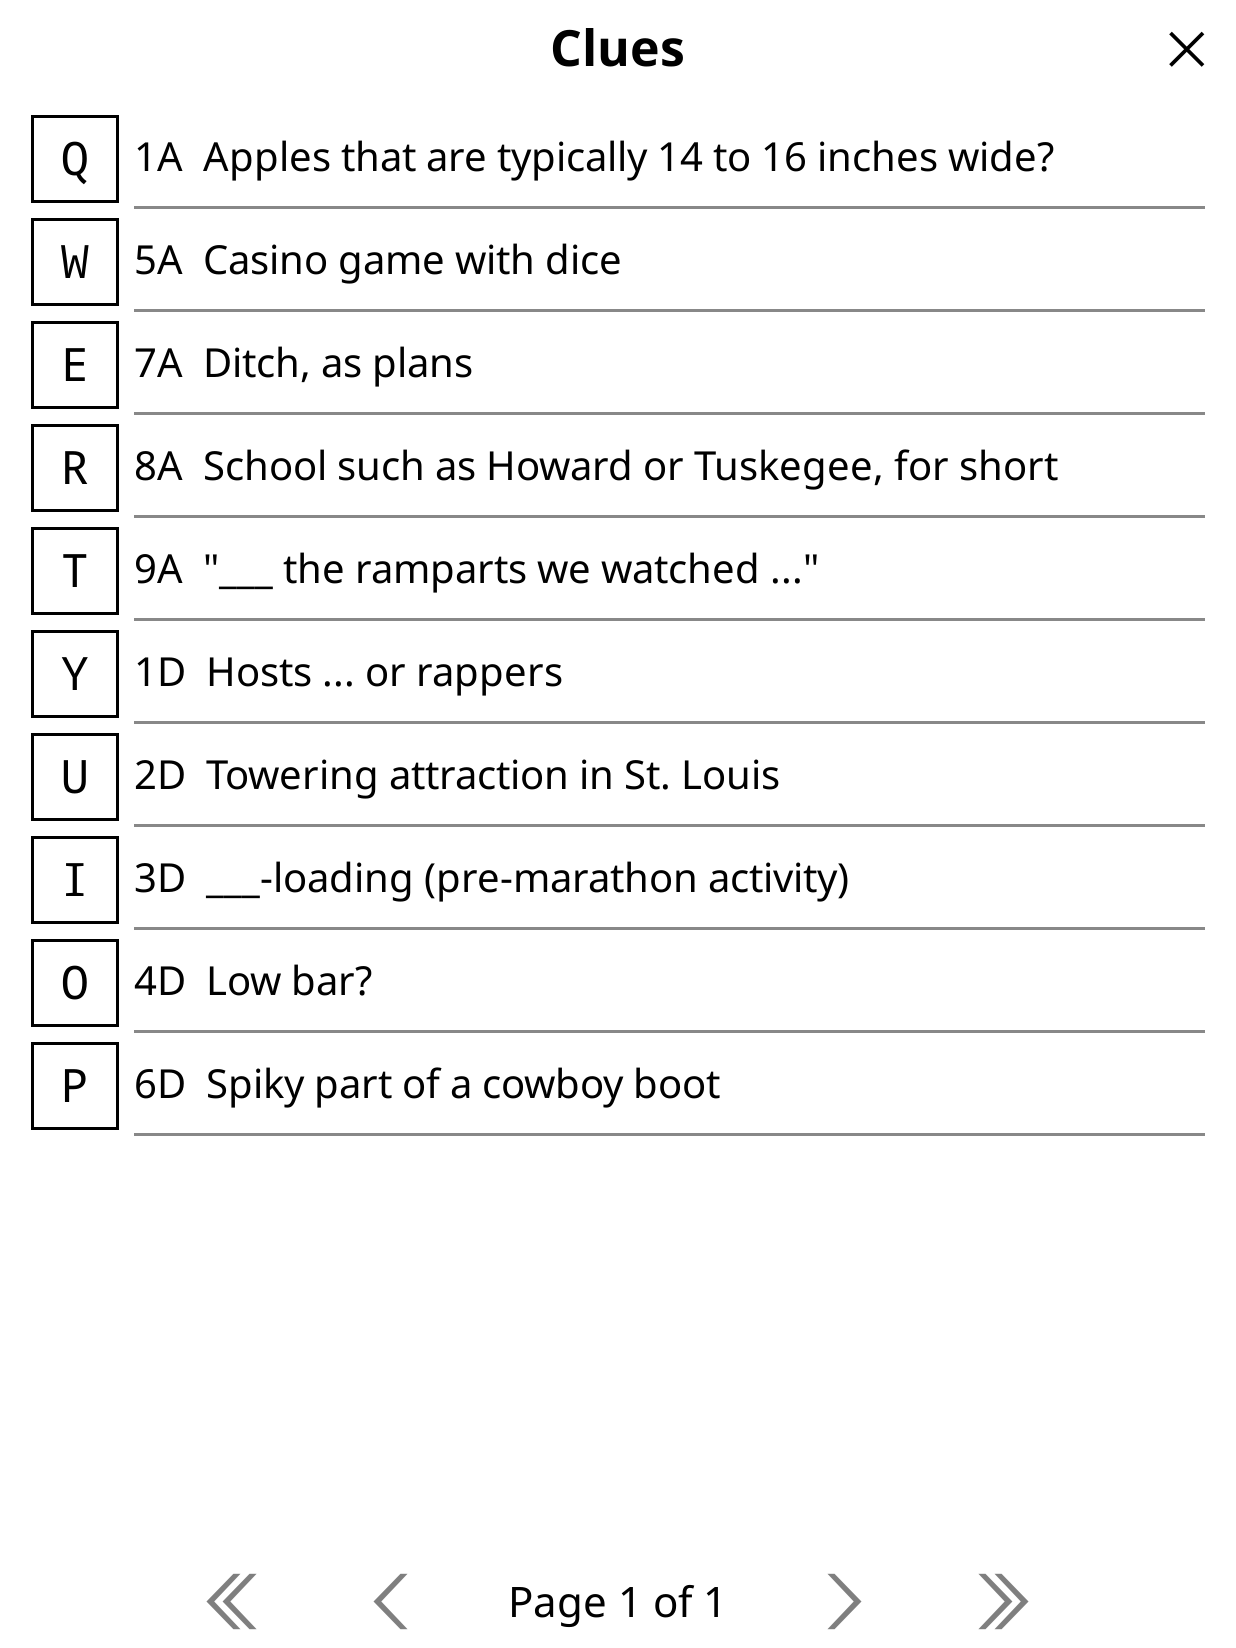 Clues
Q 1A Apples that are typically 14 to 16 inches wide?
W 5A Casino game with dice
E 7A Ditch, as plans
R 8A School such as Howard or Tuskegee, for short
T 9A "___ the ramparts we watched ..."
Y 1D Hosts ... or rappers
U 2D Towering attraction in St. Louis
I 3D ___-loading (pre-marathon activity)
O 4D Low bar?
P 6D Spiky part of a cowboy boot
Page 1 of 1